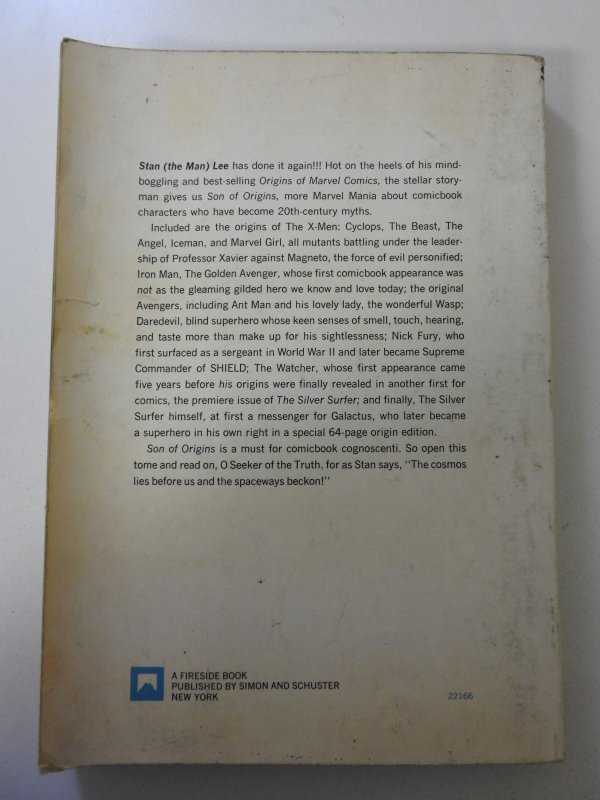 Stan (the Man) Lee has done it again!!! Hot on the heels of his mind-
boggling and best-selling Origins of Marvel Comics, the stellar story-
man gives us Son of Origins, more Marvel Mania about comicbook
characters who have become 20th-century myths.
Included are the origins of The X-Men: Cyclops, The Beast, The
Angel, Iceman, and Marvel Girl, all mutants battling under the leader-
ship of Professor Xavier against Magneto, the force of evil personified;
Iron Man, The Golden Avenger, whose first comicbook appearance was
not as the gleaming gilded hero we know and love today; the original
Avengers, including Ant Man and his lovely lady, the wonderful Wasp;
Daredevil, blind superhero whose keen senses of smell, touch, hearing,
and taste more than make up for his sightlessness; Nick Fury, who
first surfaced as a sergeant in World War II and later became Supreme
Commander of SHIELD; The Watcher, whose first appearance came
five years before his origins were finally revealed in another first for
comics, the premiere issue of The Silver Surfer; and finally, The Silver
Surfer himself, at first a messenger for Galactus, who later became
a superhero in his own right in a special 64-page origin edition.
Son of Origins is a must for comicbook cognoscenti. So open this
tome and read on, O Seeker of the Truth, for as Stan says, "The cosmos
lies before us and the spaceways beckon!"
A FIRESIDE BOOK
PUBLISHED BY SIMON AND SCHUSTER
NEW YORK
22166